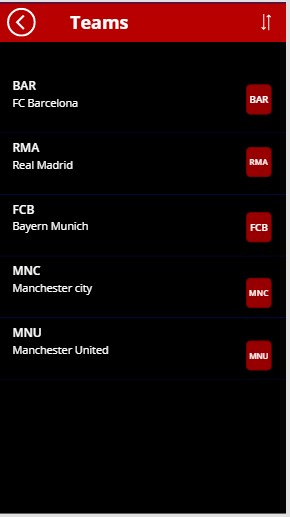 Teams
BAR
FC Barcelona
BAR
RMA
Real Madrid
RMA
FCB
Bayern Munich
FCB
MNC
Manchester city
MNC
MNU
Manchester United
MNU